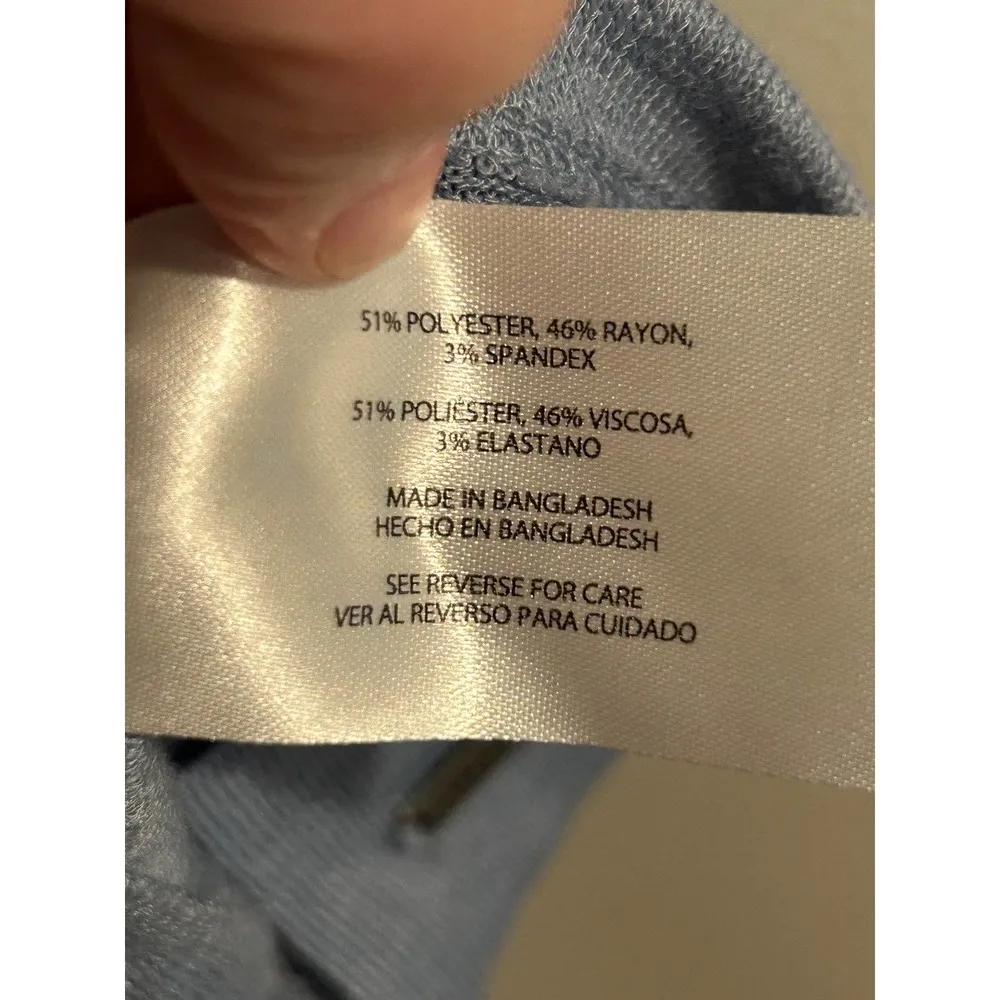 51% POLYESTER, 46% RAYON,
3% SPANDEX
51% POLIÉSTER, 46% VISCOSA,
3% ELASTANO
MADE IN BANGLADESH
HECHO EN BANGLADESH
SEE REVERSE FOR CARE
VER AL REVERSO PARA CUIDADO